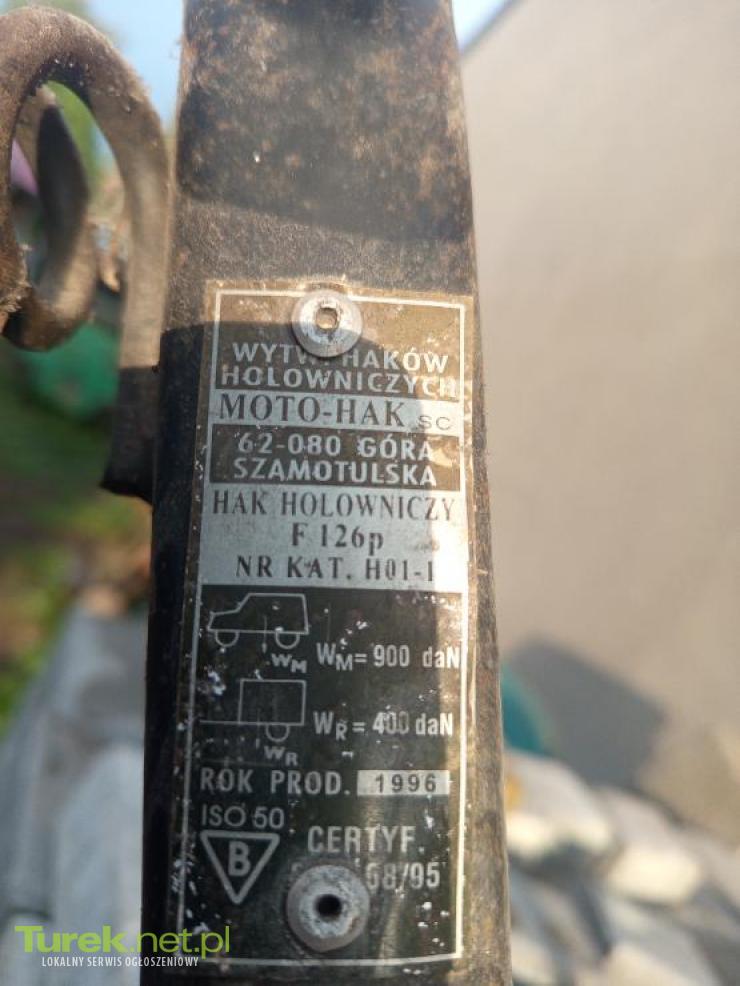 WYTW. HAKÓW
HOLOWNICZYCH
MOTO-HAK sc
62-080 GÓRA
SZAMOTULSKA
HAK HOLOWNICZY
F 126p
NR KAT. H01-1
WM WM = 900 daN
WR = 400 daN
WR
ROK PROD. 1996
ISO 50
B CERTYF.
68/95
Turek.net.pl
LOKALNY SERWIS OGŁOSZENIOWY